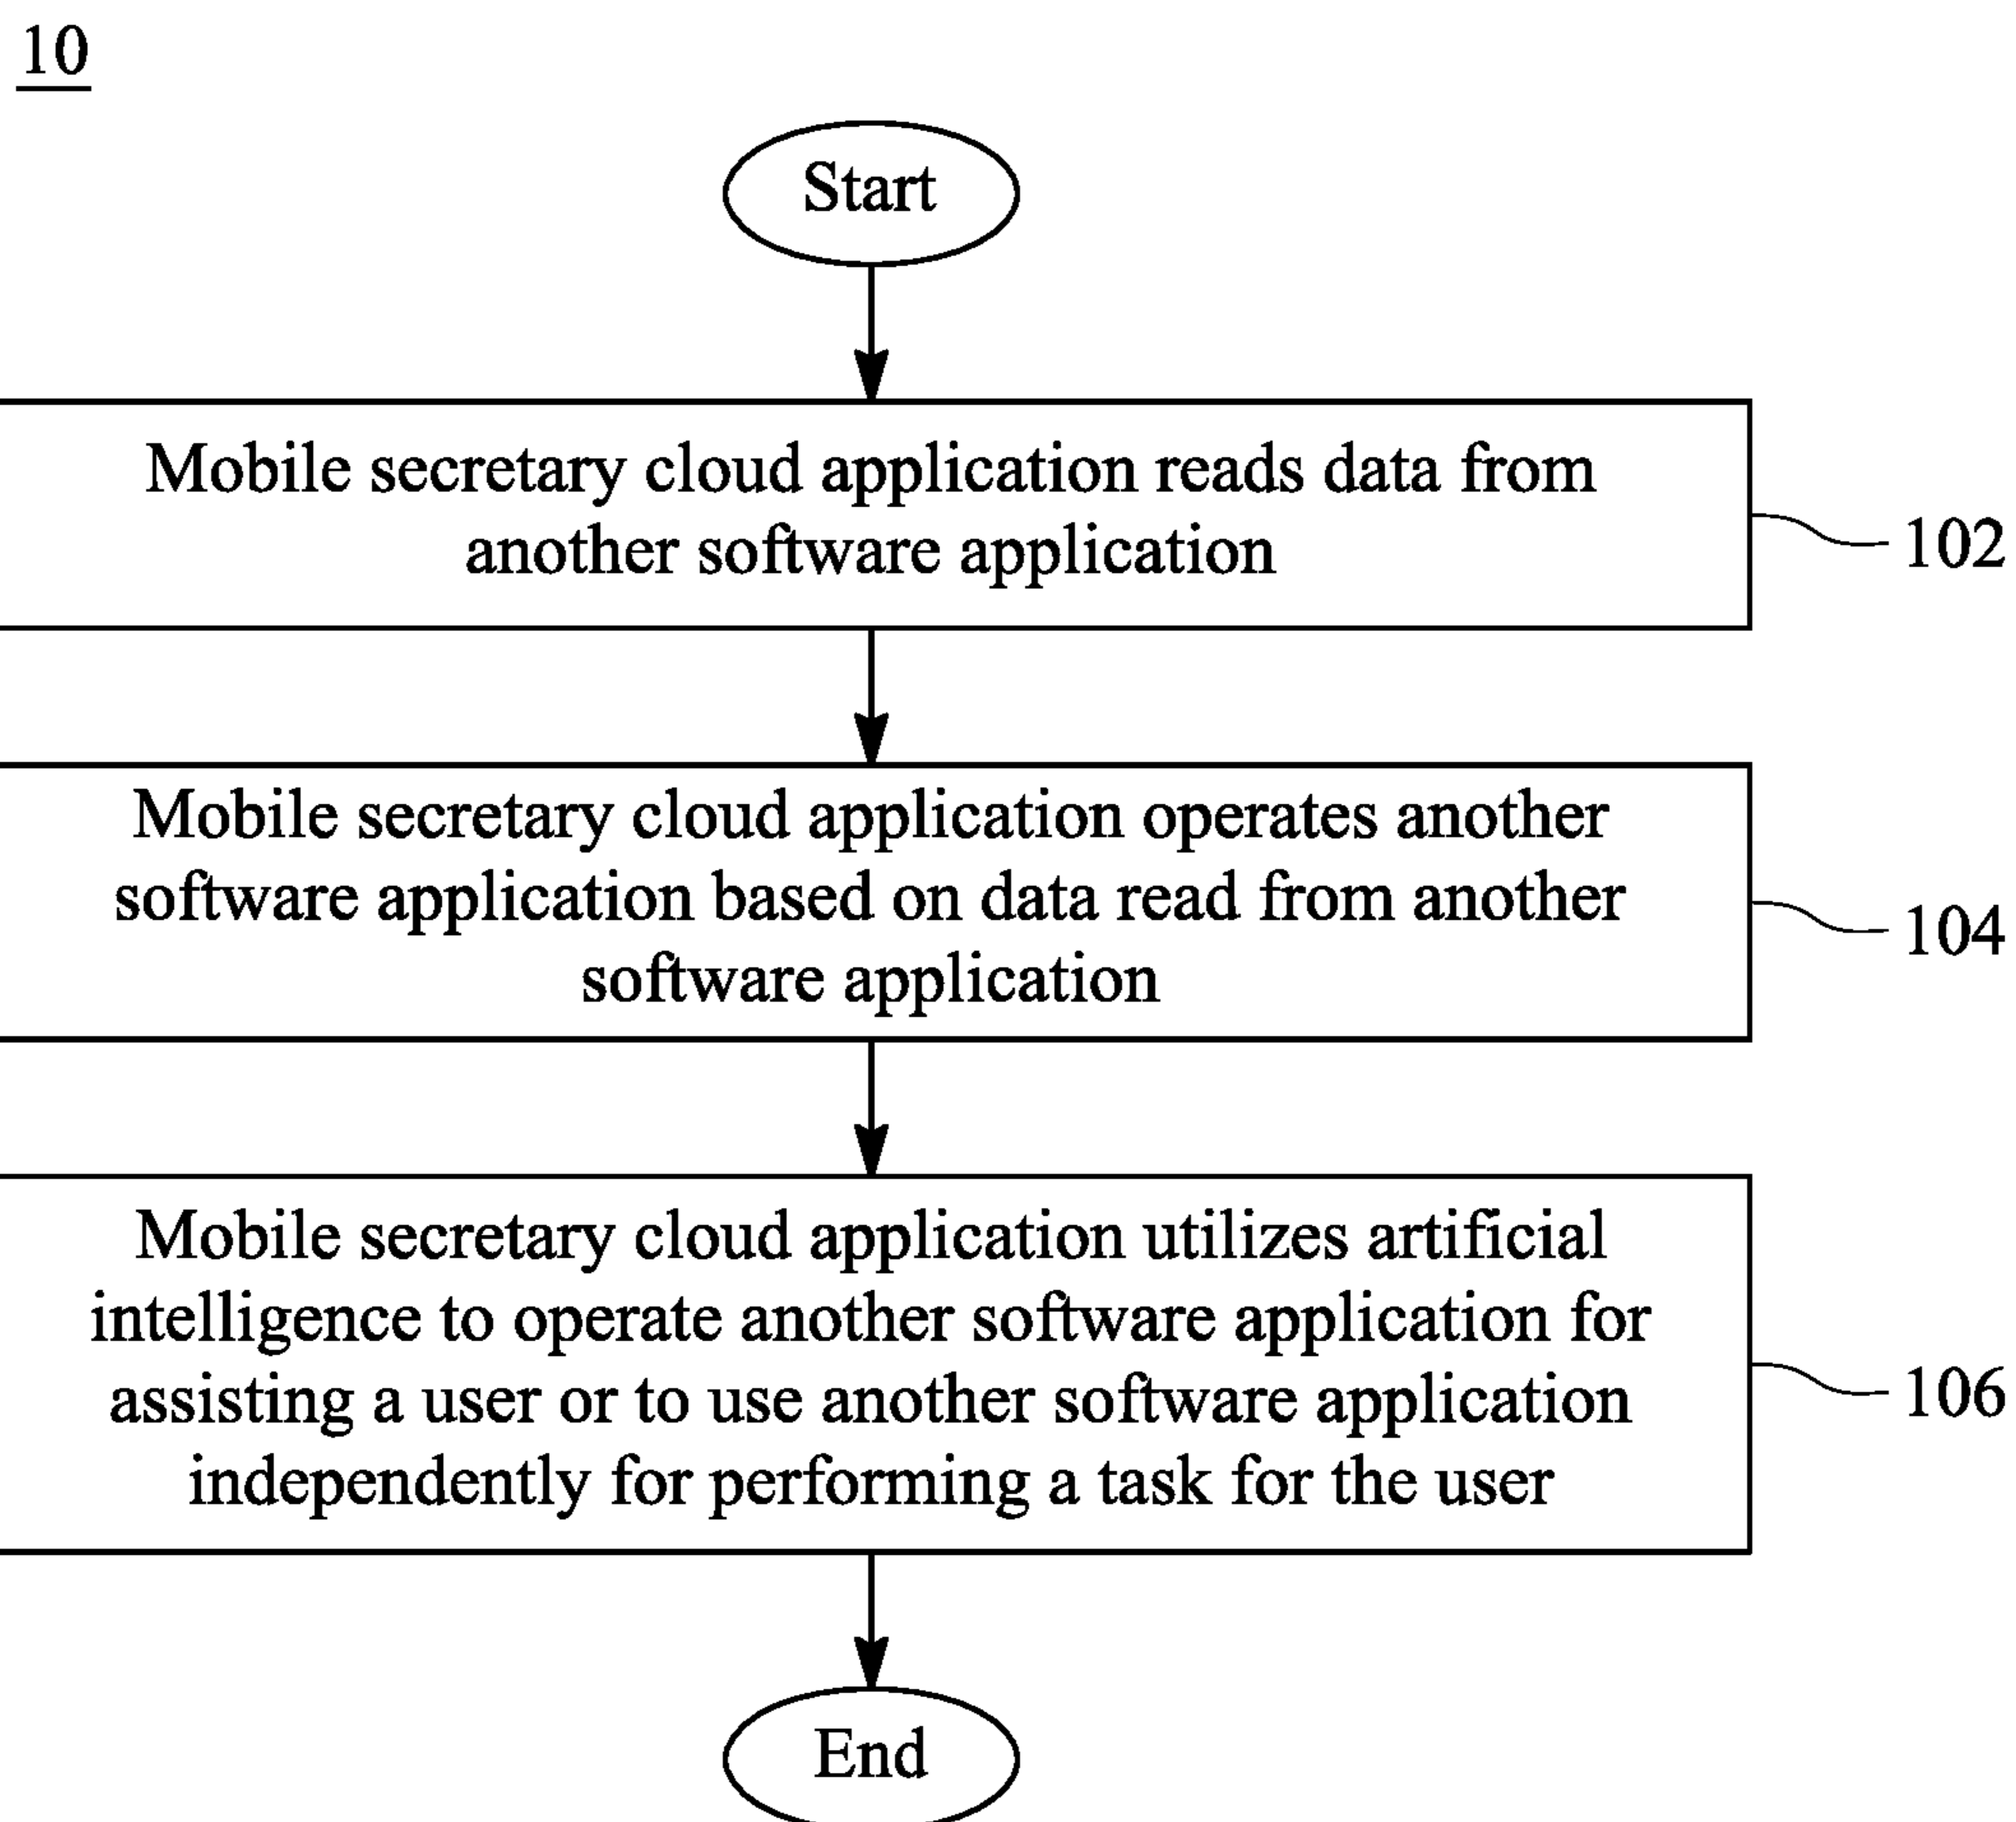 10
Start
Mobile secretary cloud application reads data from
another software application
102
Mobile secretary cloud application operates another
software application based on data read from another
software application
104
Mobile secretary cloud application utilizes artificial
intelligence to operate another software application for
assisting a user or to use another software application
independently for performing a task for the user
106
End